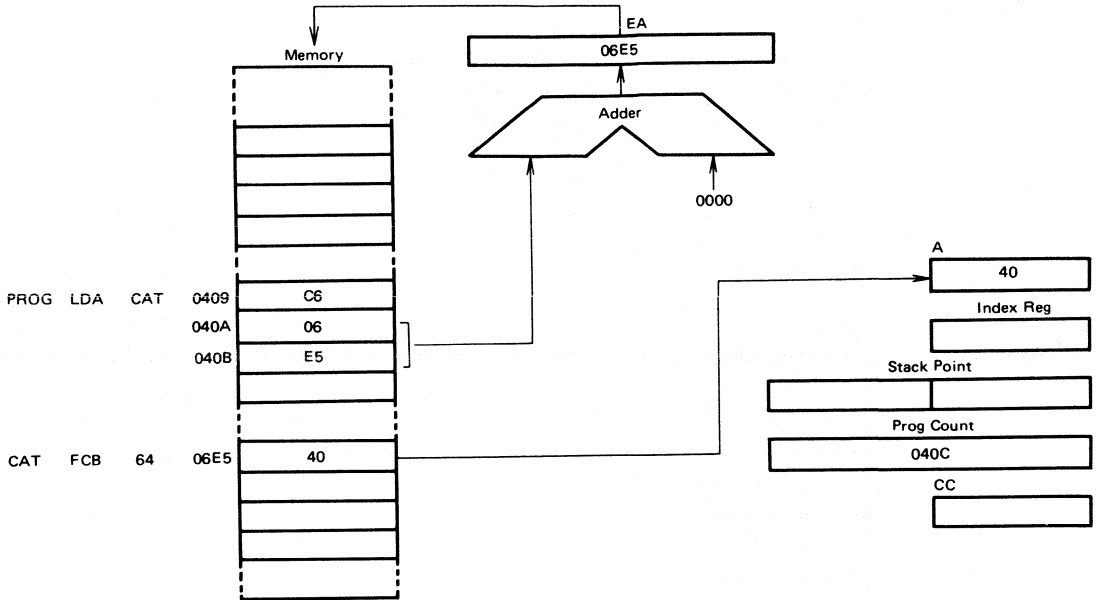 EA
06E5
Memory
Adder
0000
A
PROG LDA CAT 0409 C6
40
Index Reg
040A 06
040B E5
Stack Point
Prog Count
CAT FCB 64 06E5 40
040C
CC